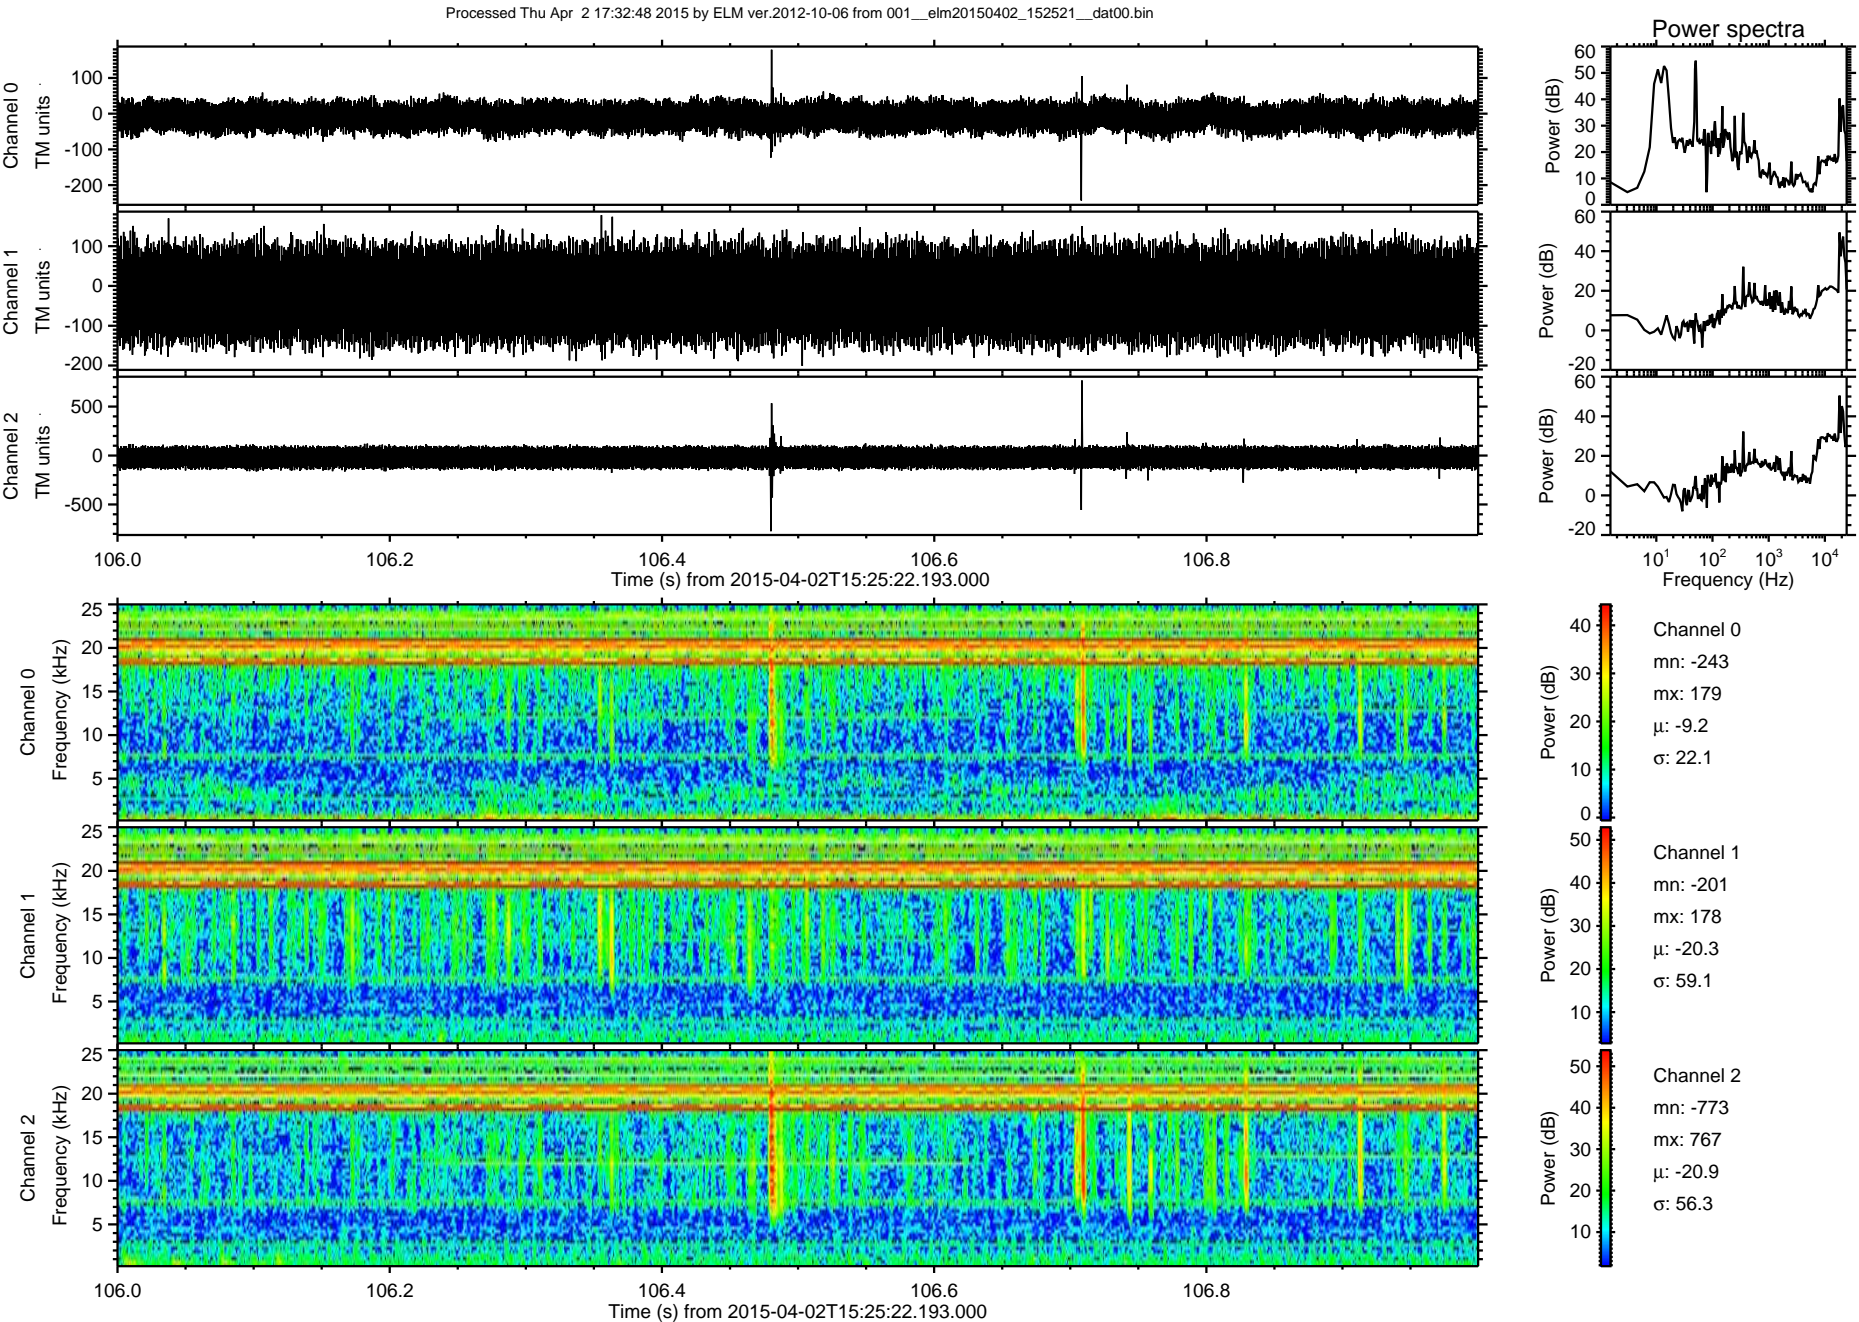 Processed Thu Apr  2 17:32:48 2015 by ELM ver.2012-10-06 from 001__elm20150402_152521__dat00.bin
Power spectra
Channel 0
TM units
100
0
-100
-200
Power (dB)
60
50
40
30
20
10
0
Channel 1
TM units
100
0
-100
-200
Power (dB)
60
40
20
0
-20
Channel 2
TM units
500
0
-500
Power (dB)
60
40
20
0
-20
106.0 106.2 106.4 106.6 106.8
Time (s) from 2015-04-02T15:25:22.193.000
10¹ 10² 10³ 10⁴
Frequency (Hz)
Channel 0
Frequency (kHz)
25
20
15
10
5
Power (dB)
40
30
20
10
0
Channel 0
mn: -243
mx: 179
μ: -9.2
σ: 22.1
Channel 1
Frequency (kHz)
25
20
15
10
5
Power (dB)
50
40
30
20
10
Channel 1
mn: -201
mx: 178
μ: -20.3
σ: 59.1
Channel 2
Frequency (kHz)
25
20
15
10
5
Power (dB)
50
40
30
20
10
Channel 2
mn: -773
mx: 767
μ: -20.9
σ: 56.3
106.0 106.2 106.4 106.6 106.8
Time (s) from 2015-04-02T15:25:22.193.000